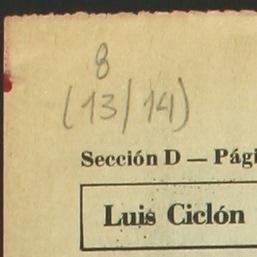 8
(13/14)
Sección D — Pági
Luis Ciclón